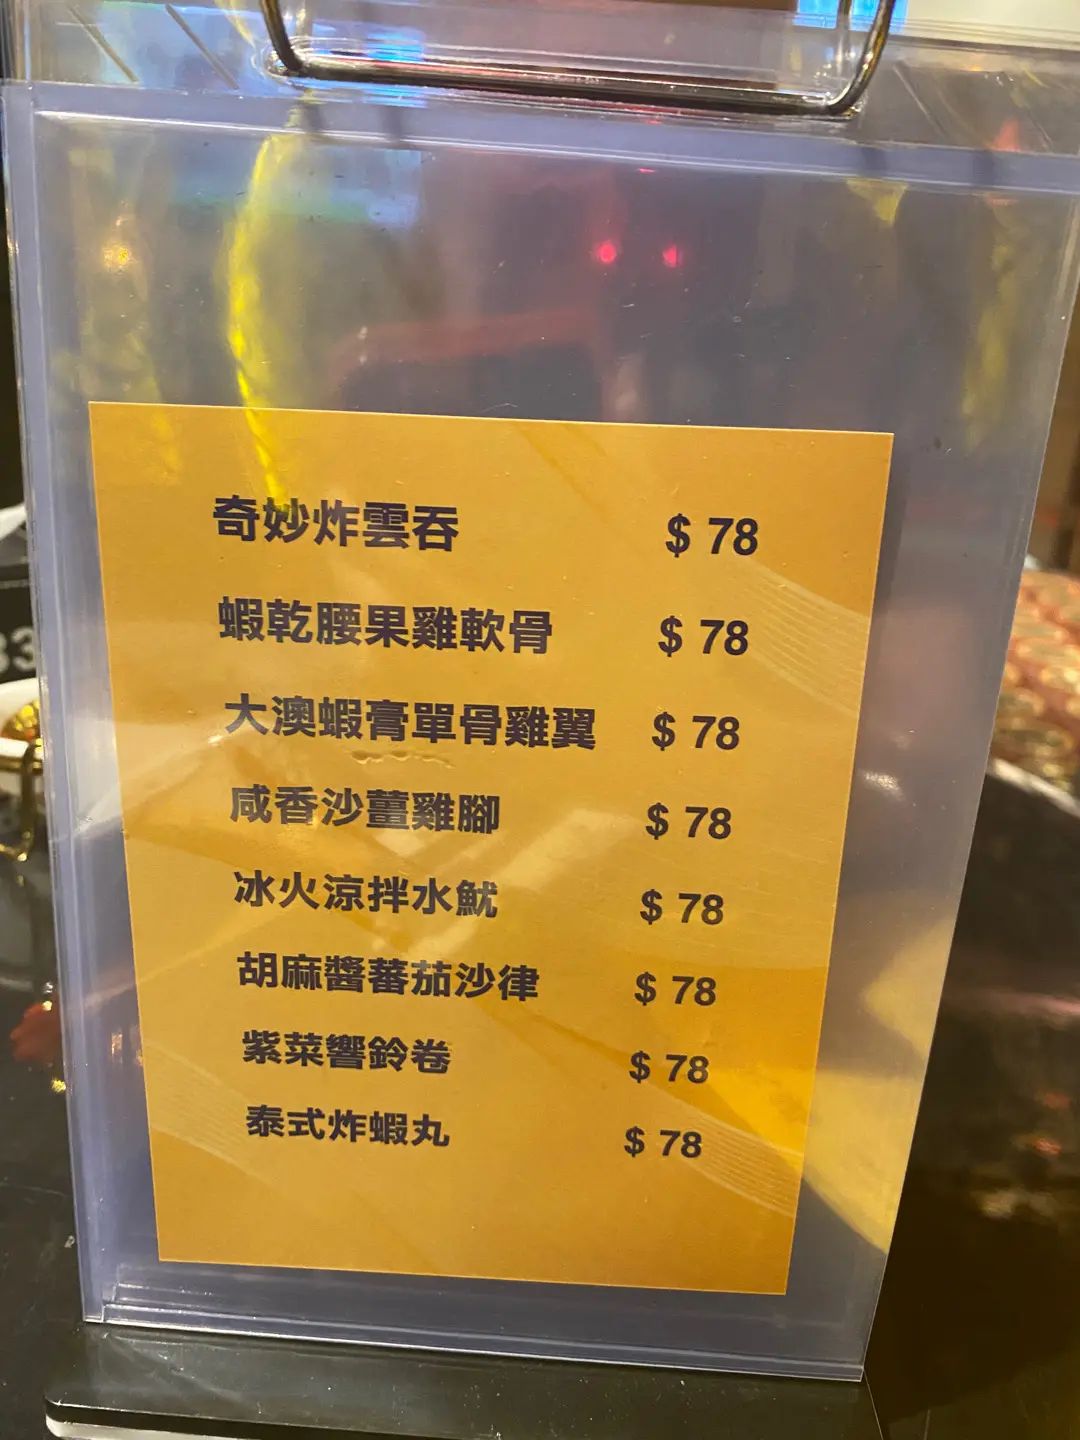 奇妙炸雲吞 $ 78
蝦乾腰果雞軟骨 $ 78
大澳蝦膏單骨雞翼 $ 78
咸香沙薑雞腳 $ 78
冰火涼拌水魷 $ 78
胡麻醬蕃茄沙律 $ 78
紫菜響鈴卷 $ 78
泰式炸蝦丸 $ 78